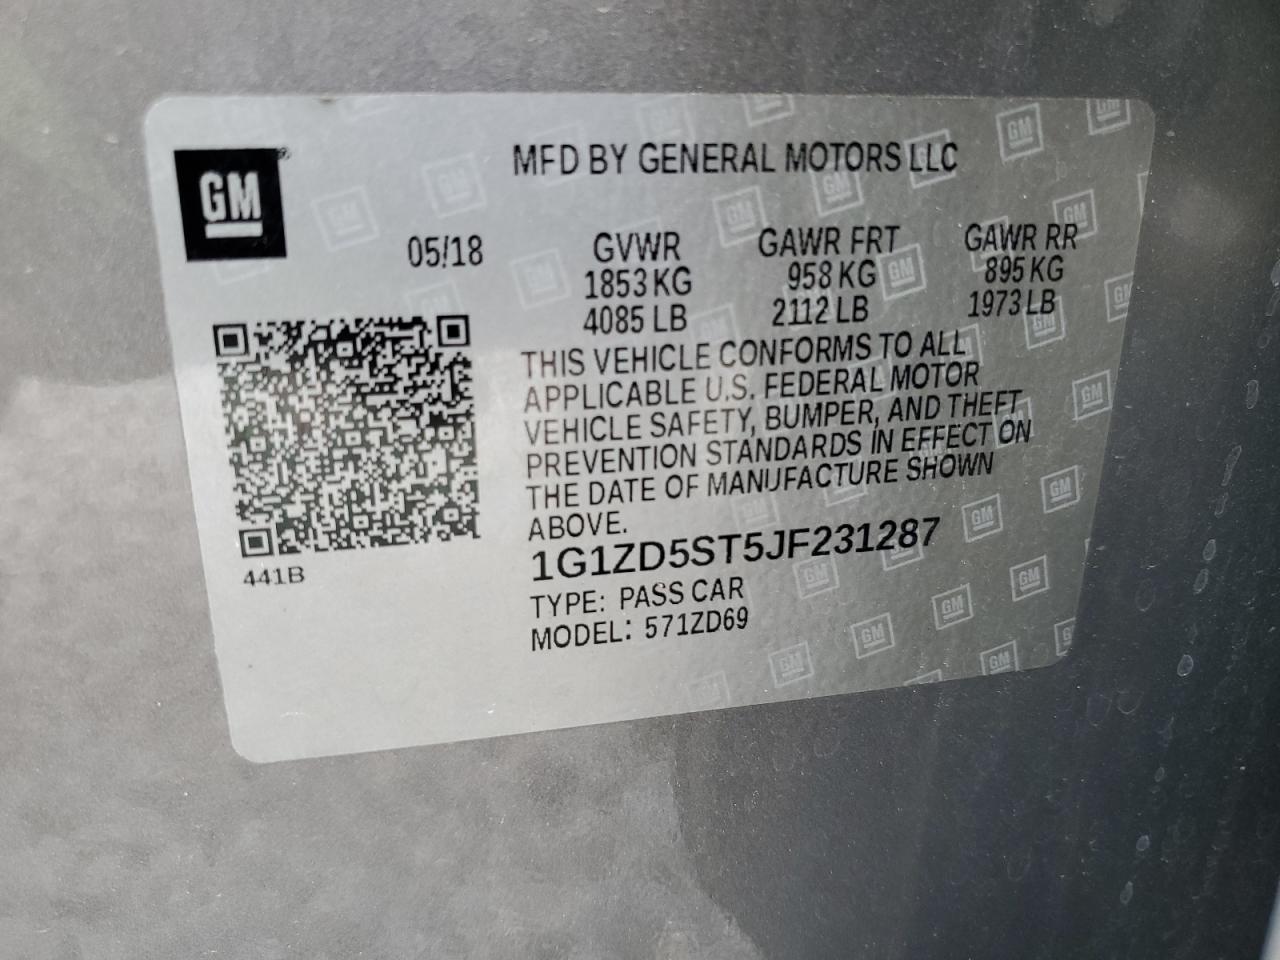 GM
MFD BY GENERAL MOTORS LLC
05/18
GVWR
1853 KG
4085 LB
GAWR FRT
958 KG
2112 LB
GAWR RR
895 KG
1973 LB
THIS VEHICLE CONFORMS TO ALL
APPLICABLE U.S. FEDERAL MOTOR
VEHICLE SAFETY, BUMPER, AND THEFT
PREVENTION STANDARDS IN EFFECT ON
THE DATE OF MANUFACTURE SHOWN
ABOVE.
1G1ZD5ST5JF231287
TYPE: PASS CAR
MODEL: 571ZD69
441B